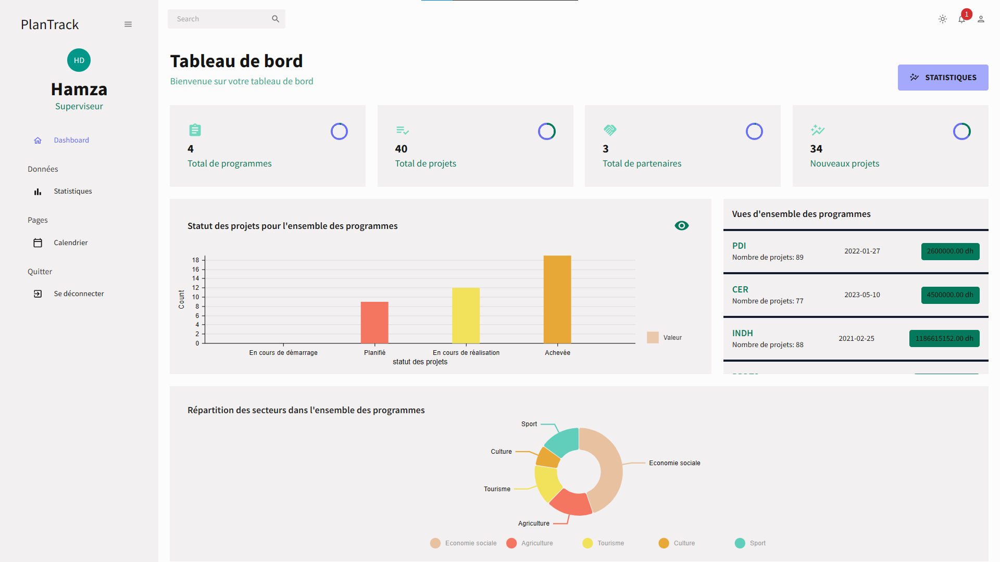 PlanTrack
HD
Hamza
Superviseur
Dashboard
Données
Statistiques
Pages
Calendrier
Quitter
Se déconnecter
Search
1
Tableau de bord
Bienvenue sur votre tableau de bord
STATISTIQUES
4
Total de programmes
40
Total de projets
3
Total de partenaires
34
Nouveaux projets
Statut des projets pour l'ensemble des programmes
18
16
14
12
10
8
6
4
2
0
Count
En cours de démarrage
Planifié
En cours de réalisation
Achevée
statut des projets
Valeur
Vues d'ensemble des programmes
PDI
Nombre de projets: 89
2022-01-27
2600000.00 dh
CER
Nombre de projets: 77
2023-05-10
4500000.00 dh
INDH
Nombre de projets: 88
2021-02-25
1186615152.00 dh
Répartition des secteurs dans l'ensemble des programmes
Sport
Culture
Economie sociale
Tourisme
Agriculture
Economie sociale
Agriculture
Tourisme
Culture
Sport